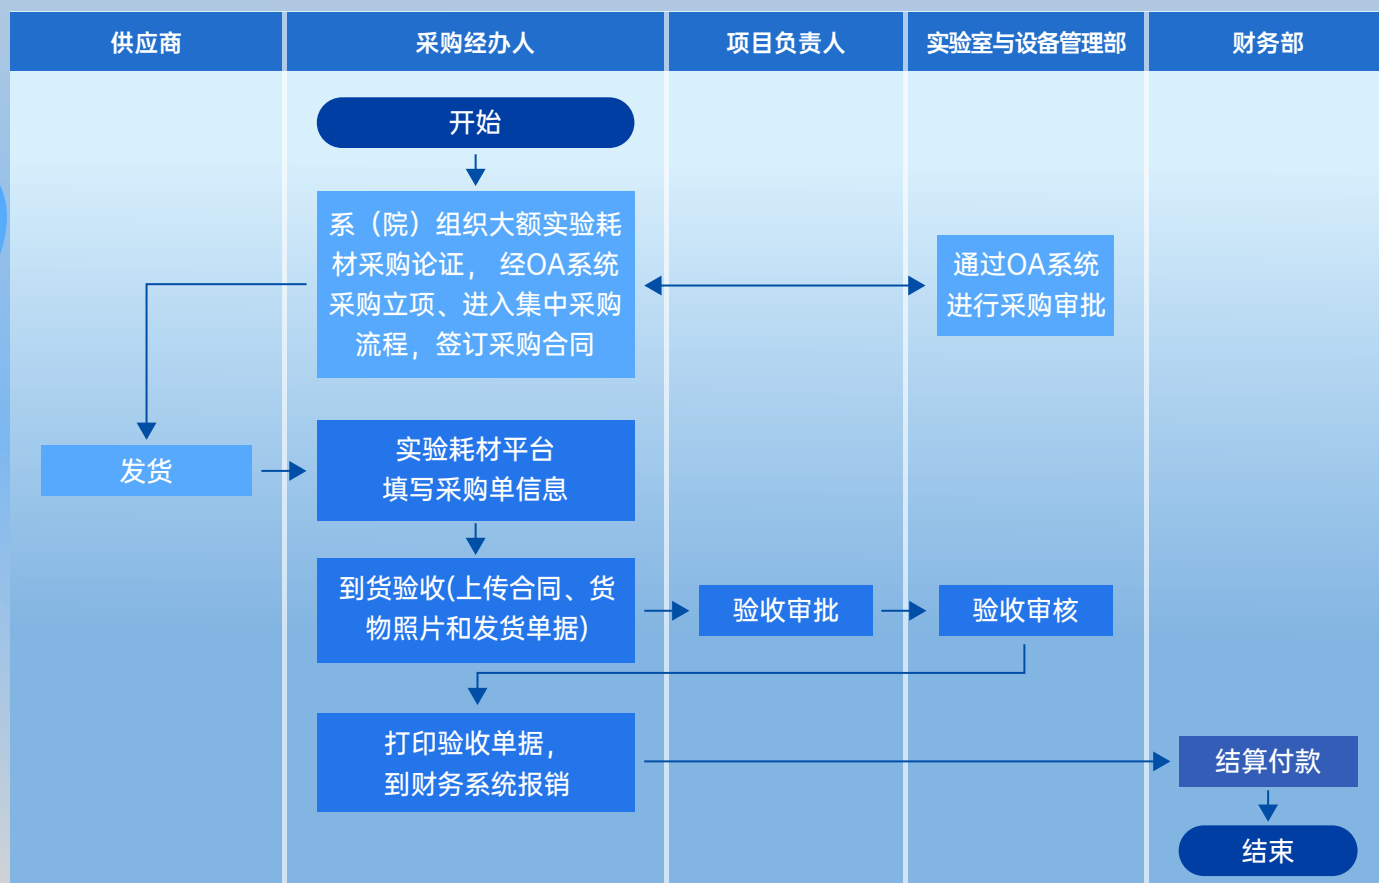 供应商
采购经办人
项目负责人
实验室与设备管理部
财务部
开始
系（院）组织大额实验耗
材采购论证，经OA系统
采购立项、进入集中采购
流程，签订采购合同
通过OA系统
进行采购审批
发货
实验耗材平台
填写采购单信息
到货验收(上传合同、货
物照片和发货单据)
验收审批
验收审核
打印验收单据，
到财务系统报销
结算付款
结束